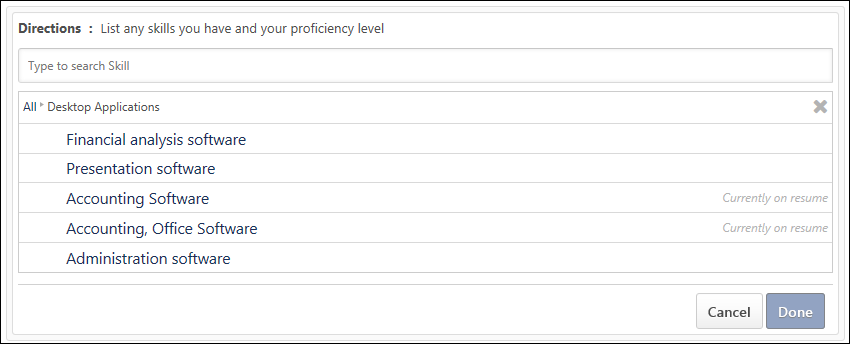 Directions : List any skills you have and your proficiency level
Type to search Skill
All ▸ Desktop Applications
Financial analysis software
Presentation software
Accounting Software Currently on resume
Accounting, Office Software Currently on resume
Administration software
Cancel Done